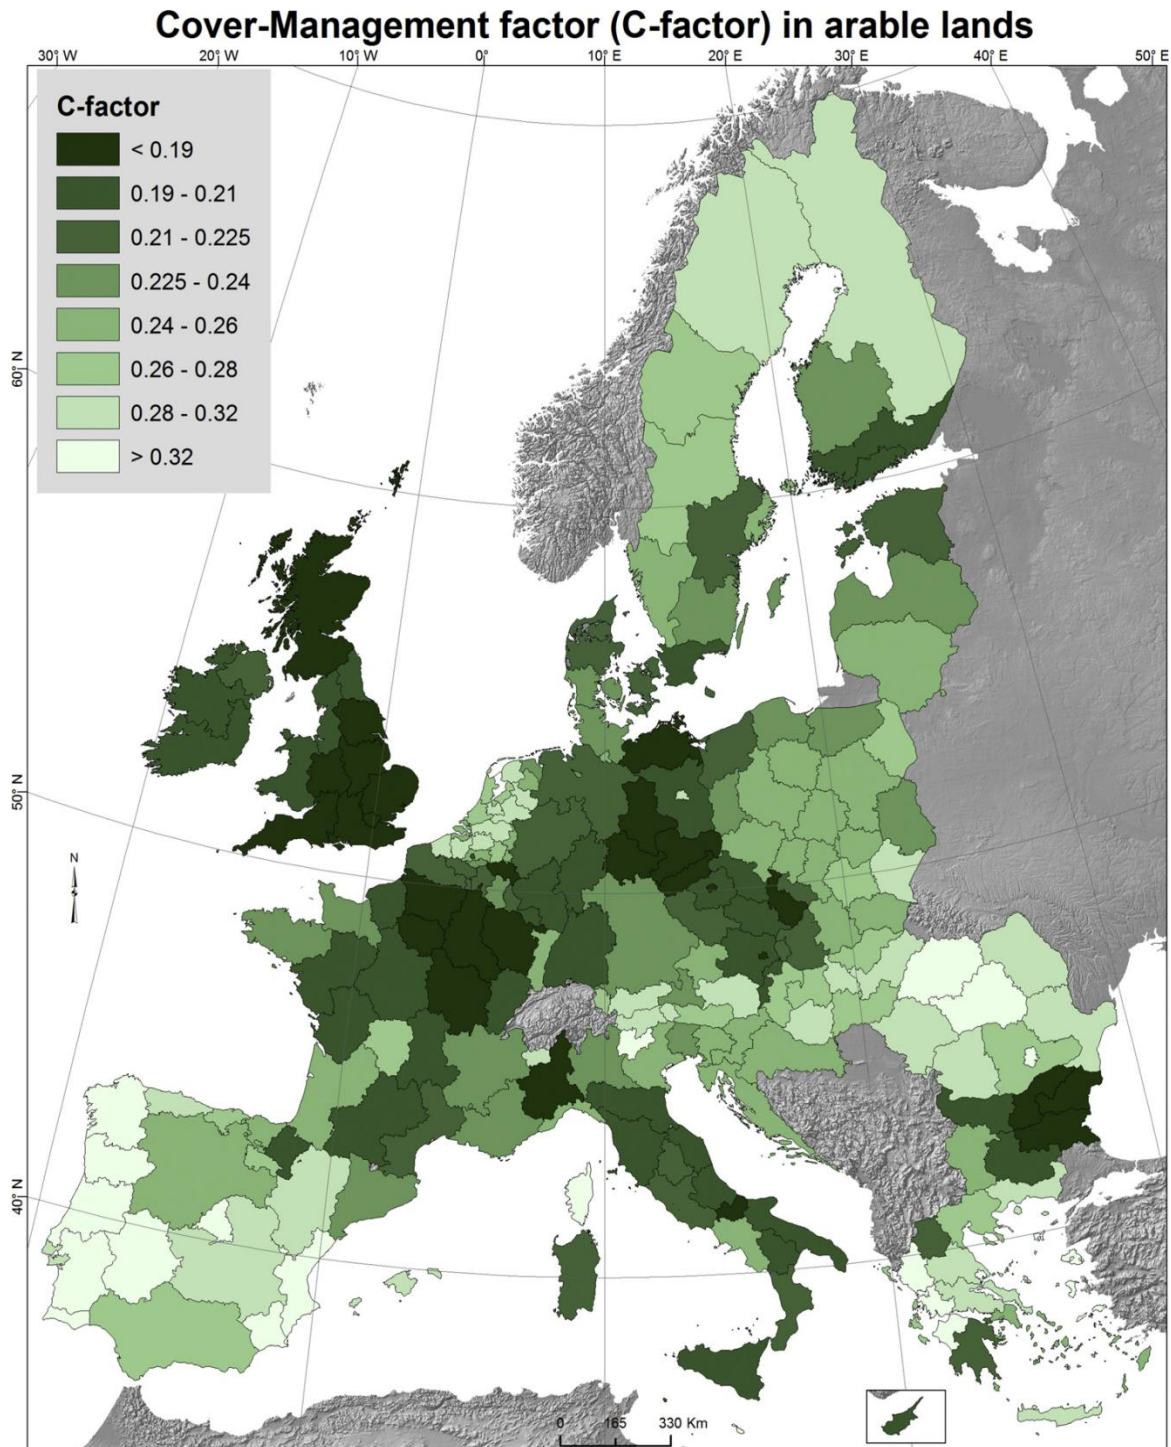 Cover-Management factor (C-factor) in arable lands
30° W 20° W 10° W 0° 10° E 20° E 30° E 40° E 50° E
C-factor
< 0.19
0.19 - 0.21
0.21 - 0.225
0.225 - 0.24
0.24 - 0.26
0.26 - 0.28
0.28 - 0.32
> 0.32
60° N
50° N
N
40° N
0 165 330 Km